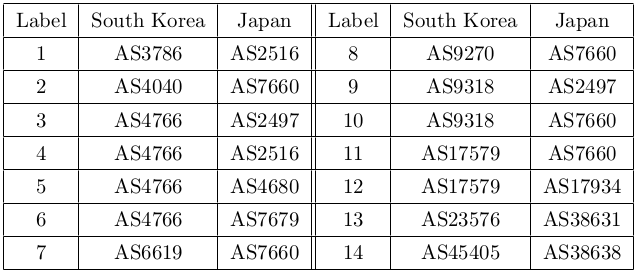 Label South Korea Japan Label South Korea Japan
1 AS3786 AS2516 8 AS9270 AS7660
2 AS4040 AS7660 9 AS9318 AS2497
3 AS4766 AS2497 10 AS9318 AS7660
4 AS4766 AS2516 11 AS17579 AS7660
5 AS4766 AS4680 12 AS17579 AS17934
6 AS4766 AS7679 13 AS23576 AS38631
7 AS6619 AS7660 14 AS45405 AS38638